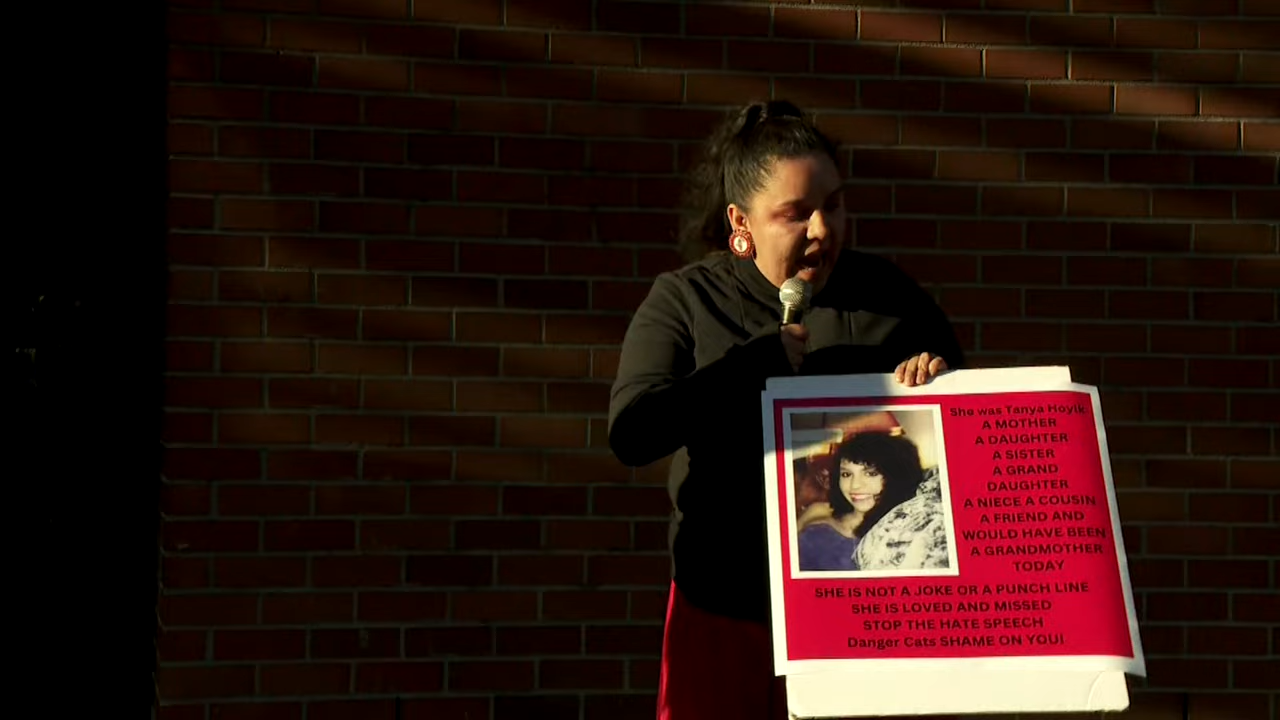 She was Tanya Holyk
A MOTHER
A DAUGHTER
A SISTER
A GRAND
DAUGHTER
A NIECE A COUSIN
A FRIEND AND
WOULD HAVE BEEN
A GRANDMOTHER
TODAY
SHE IS NOT A JOKE OR A PUNCH LINE
SHE IS LOVED AND MISSED
STOP THE HATE SPEECH
Danger Cats SHAME ON YOU!